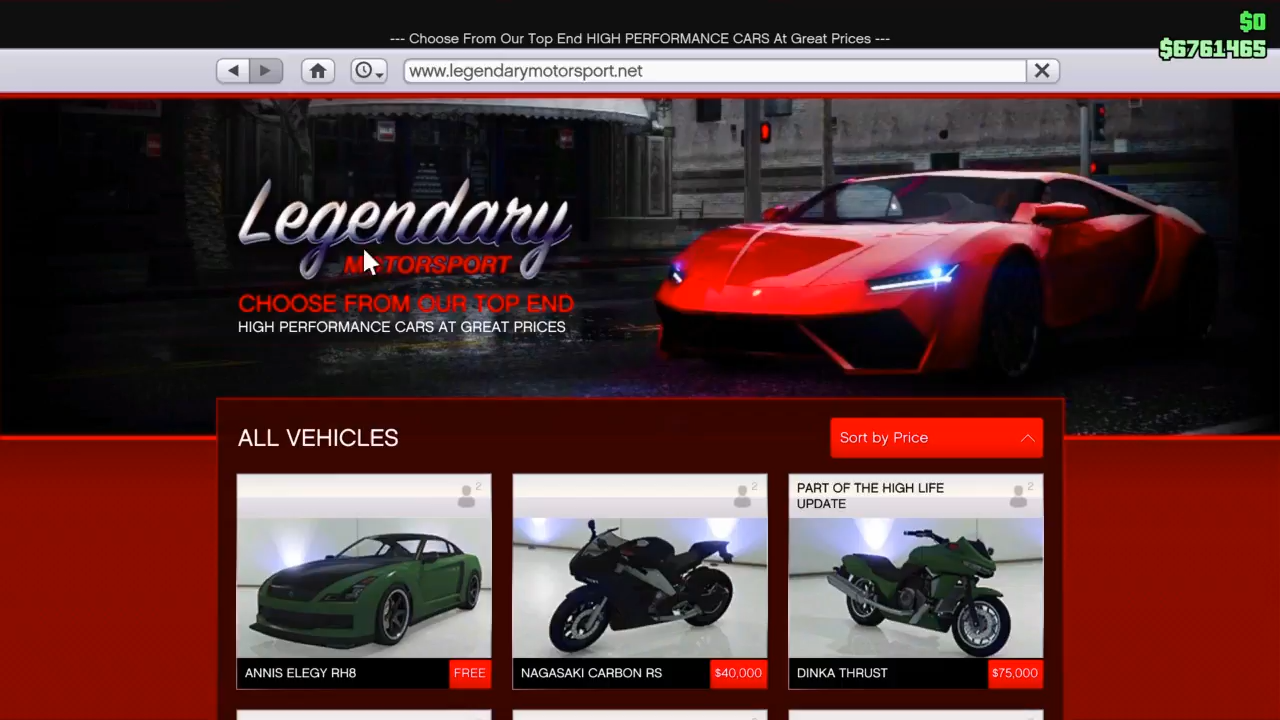 $0
--- Choose From Our Top End HIGH PERFORMANCE CARS At Great Prices ---
$6761465
www.legendarymotorsport.net
Legendary
MOTORSPORT
CHOOSE FROM OUR TOP END
HIGH PERFORMANCE CARS AT GREAT PRICES
ALL VEHICLES
Sort by Price
2
2
PART OF THE HIGH LIFE
UPDATE
2
ANNIS ELEGY RH8
FREE
NAGASAKI CARBON RS
$40,000
DINKA THRUST
$75,000